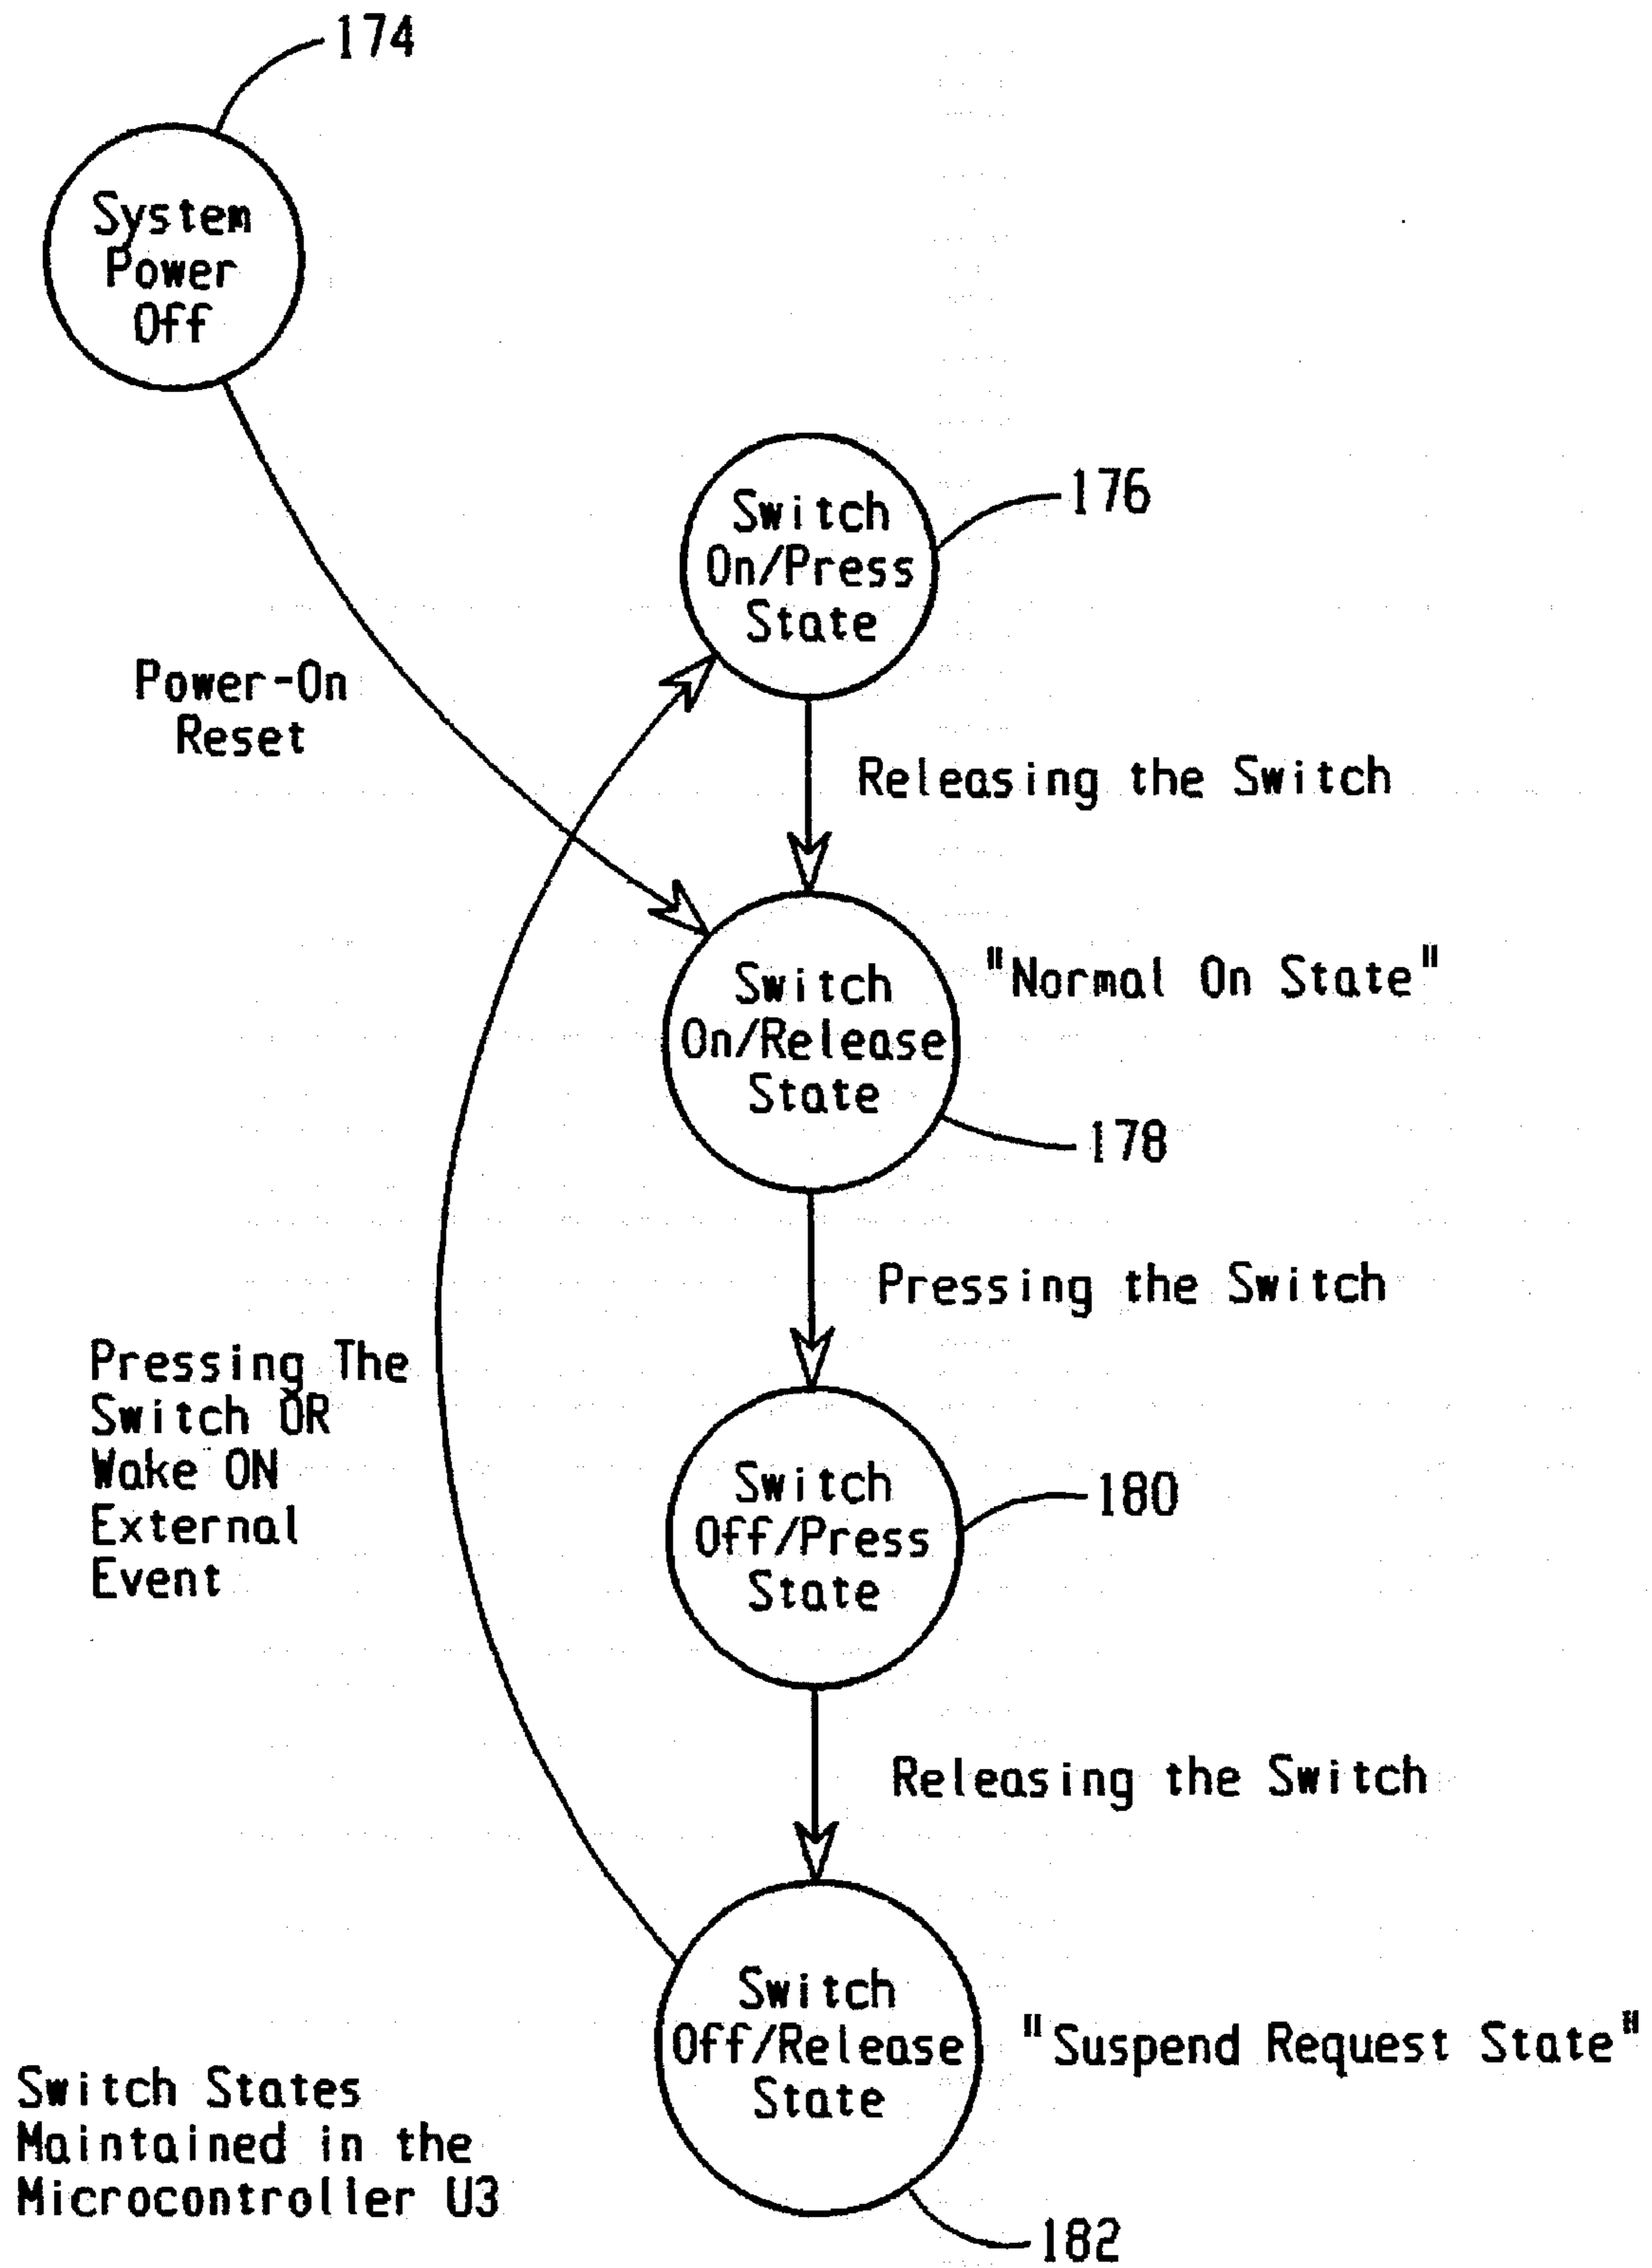 174
System
Power
Off
176
Switch
On/Press
State
Power-On
Reset
Releasing the Switch
"Normal On State"
Switch
On/Release
State
178
Pressing the Switch
Pressing The
Switch OR
Wake ON
External
Event
Switch
Off/Press
State
180
Releasing the Switch
Switch
Off/Release
State
"Suspend Request State"
Switch States
Maintained in the
Microcontroller U3
182